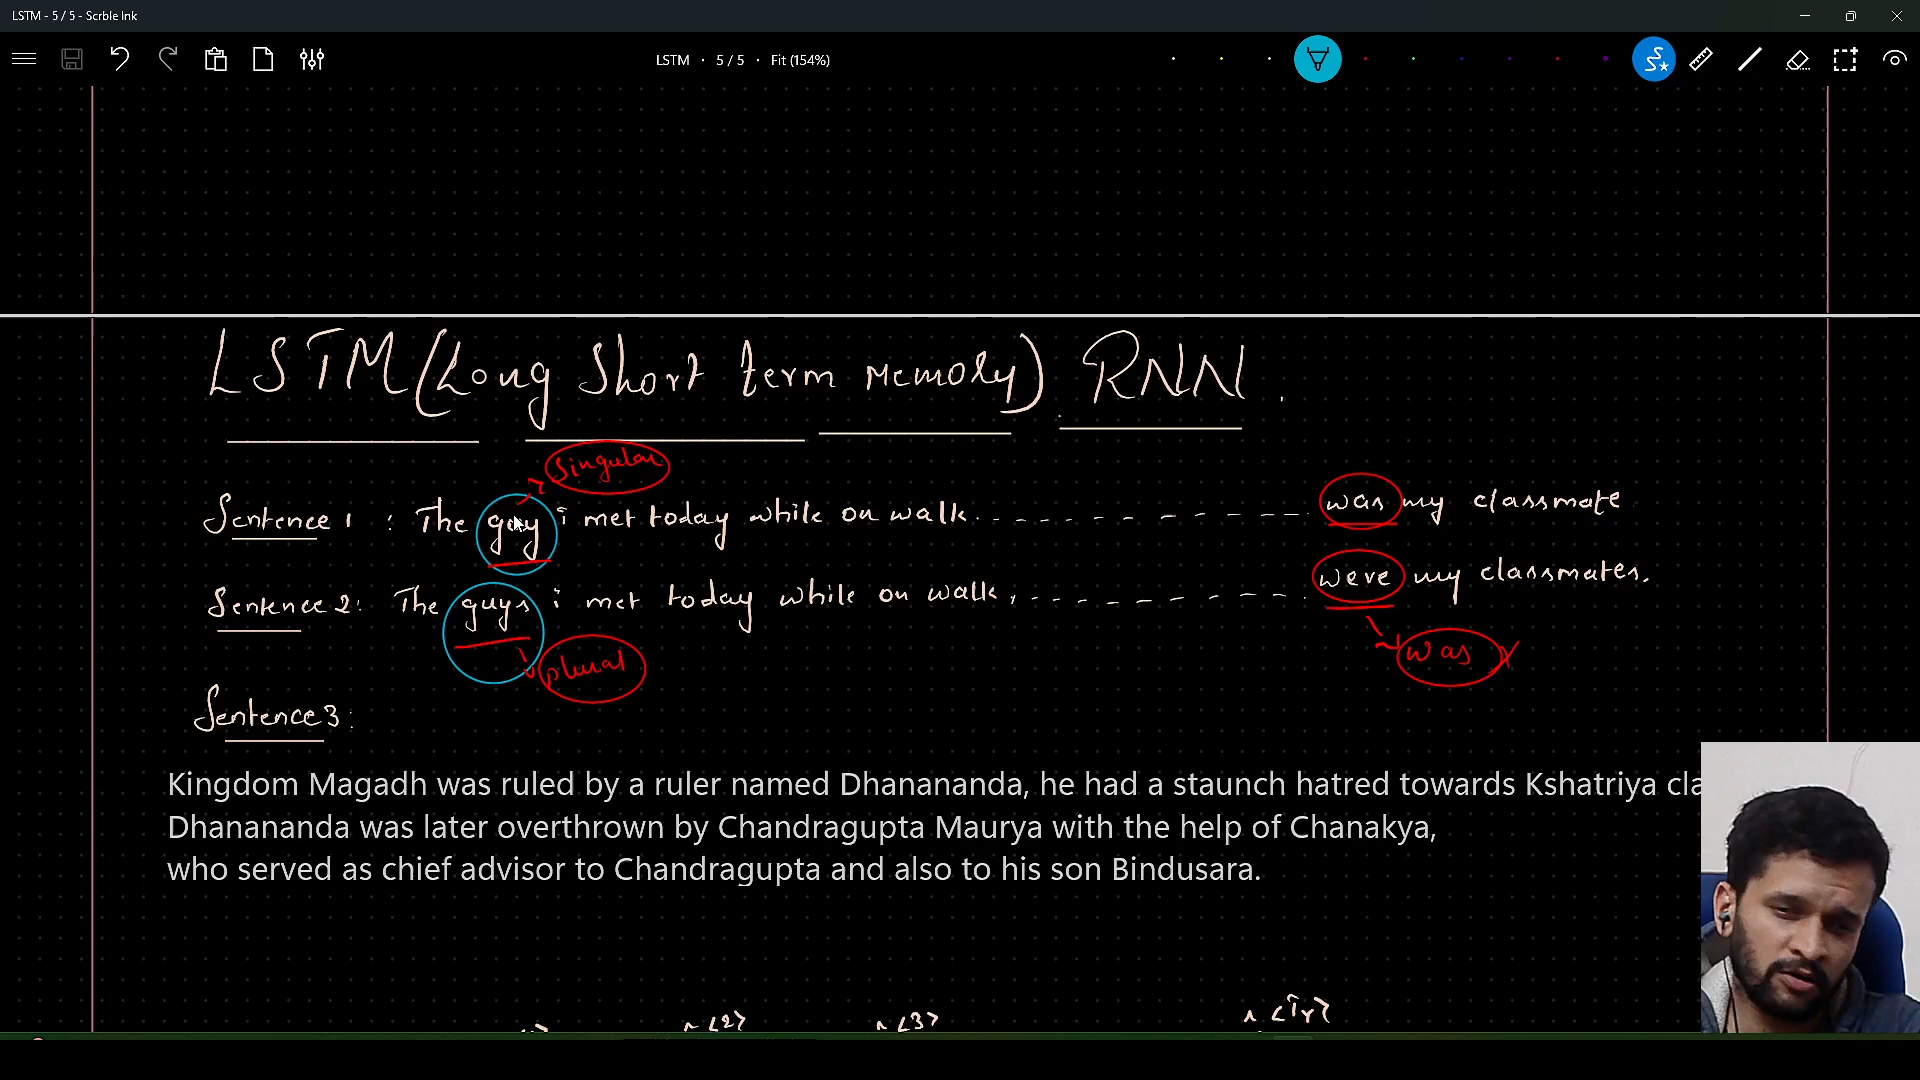 LSTM - 5 / 5 - Scrble Ink
LSTM · 5 / 5 · Fit (154%)
LSTM (Long Short term Memory) RNN.
Singular
Sentence 1 : The guy i met today while on walk. - - - - - - - - - was my classmate
Sentence 2: The guys i met today while on walk, - - - - - - - - - were my classmates.
plural
was X
Sentence 3:
Kingdom Magadh was ruled by a ruler named Dhanananda, he had a staunch hatred towards Kshatriya cla
Dhanananda was later overthrown by Chandragupta Maurya with the help of Chanakya,
who served as chief advisor to Chandragupta and also to his son Bindusara.
^<2> ^<3> ^<Ty>